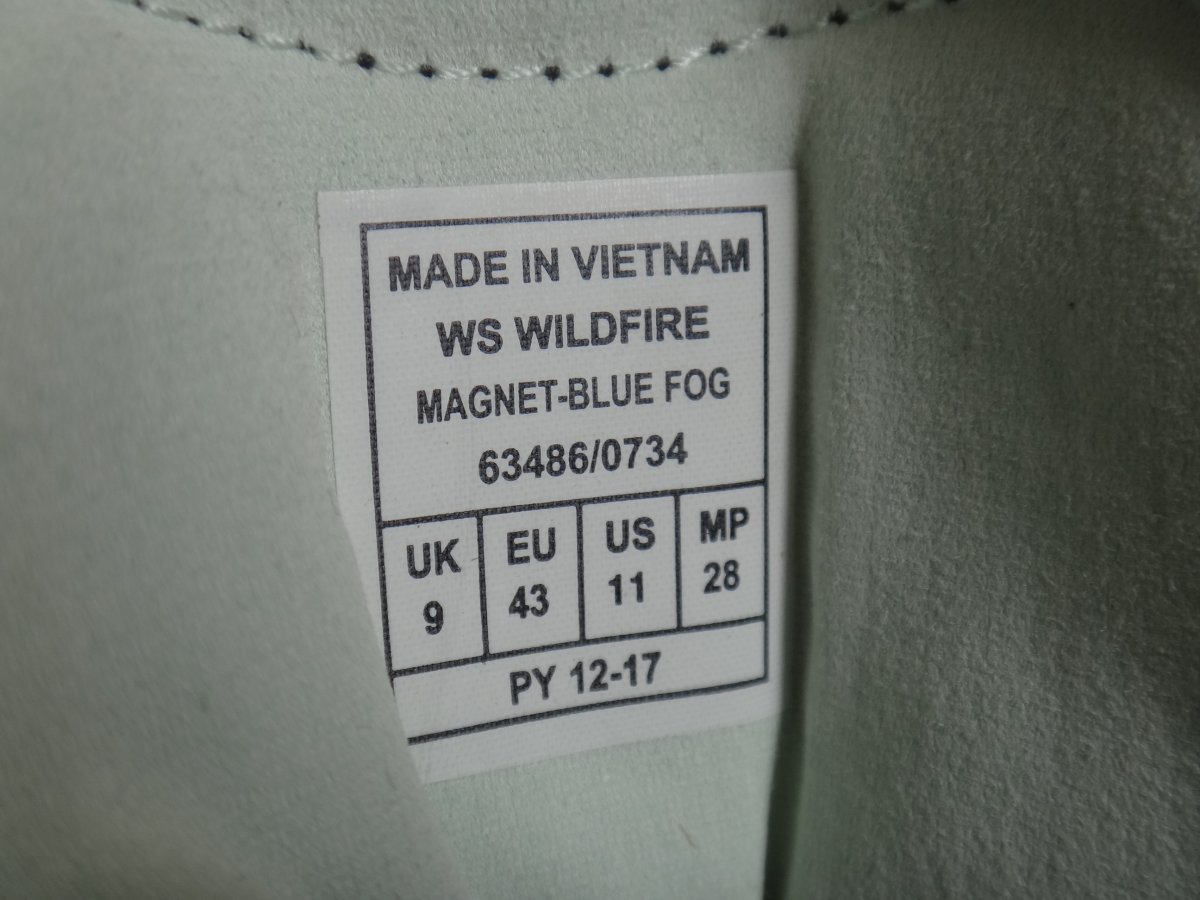 MADE IN VIETNAM
WS WILDFIRE
MAGNET-BLUE FOG
63486/0734
UK EU US MP
9 43 11 28
PY 12-17